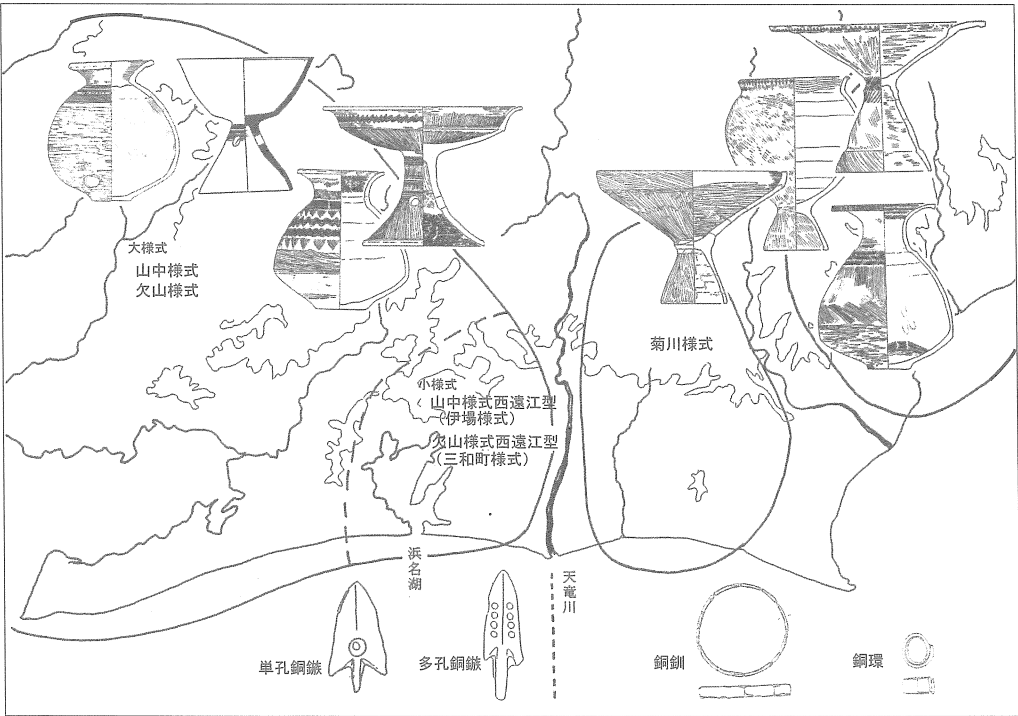 大様式
山中様式
欠山様式
小様式
山中様式西遠江型
(伊場様式)
欠山様式西遠江型
(三和町様式)
菊川様式
浜名湖
天竜川
単孔銅鏃
多孔銅鏃
銅釧
銅環